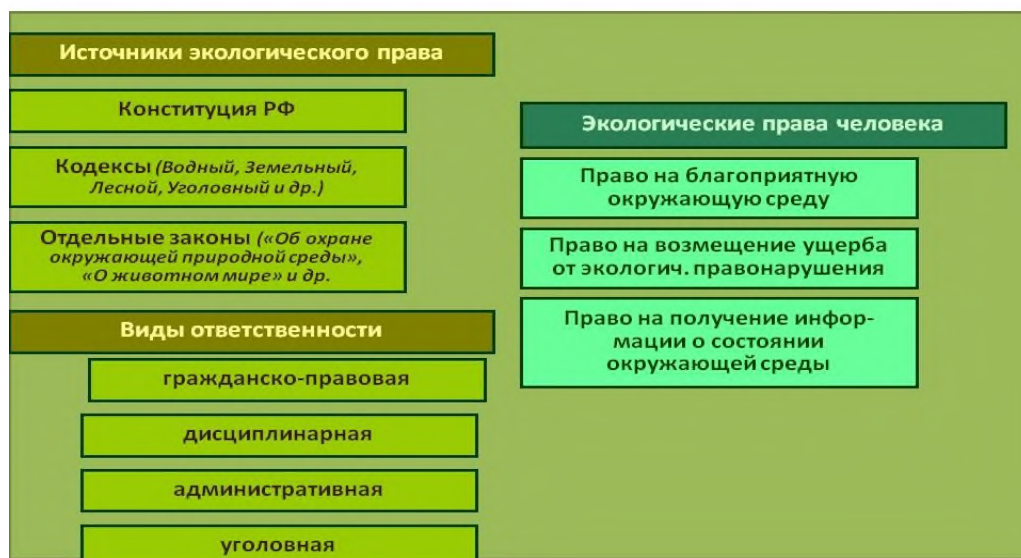 Источники экологического права
Конституция РФ
Кодексы (Водный, Земельный,
Лесной, Уголовный и др.)
Отдельные законы («Об охране
окружающей природной среды»,
«О животном мире» и др.
Виды ответственности
гражданско-правовая
дисциплинарная
административная
уголовная
Экологические права человека
Право на благоприятную
окружающую среду
Право на возмещение ущерба
от экологич. правонарушения
Право на получение инфор-
мации о состоянии
окружающей среды